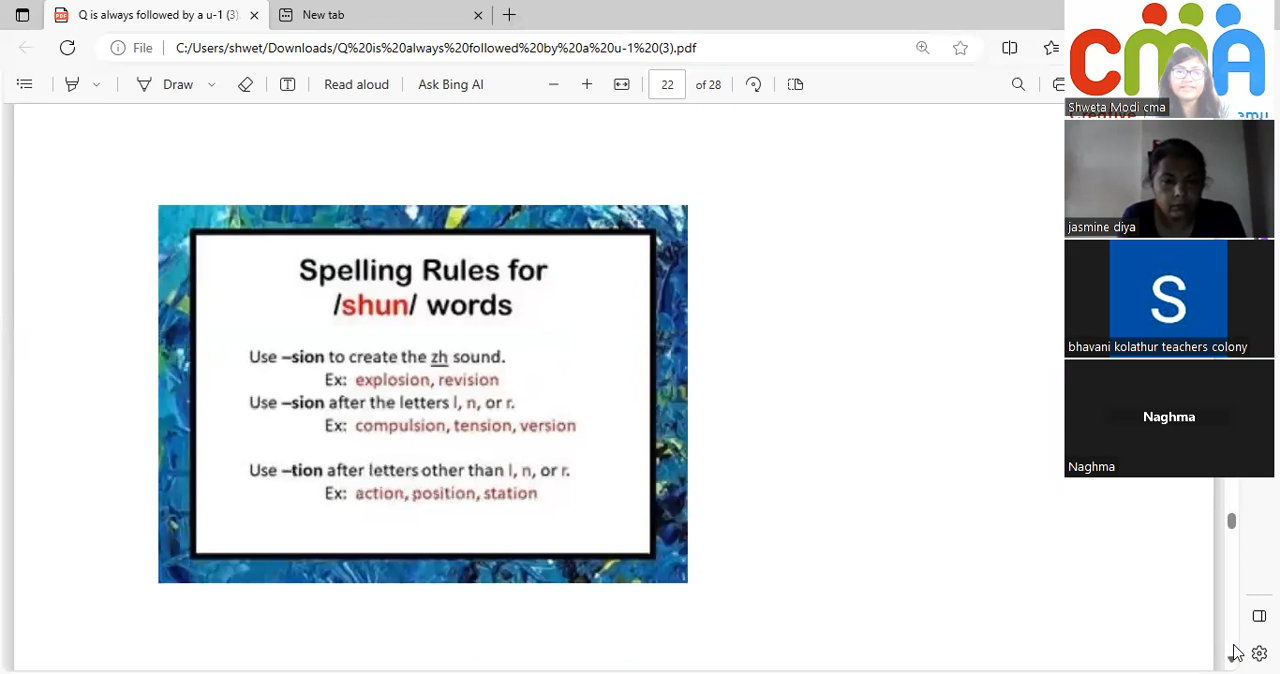 Q is always followed by a u-1 (3)
New tab
File
C:/Users/shwet/Downloads/Q%20is%20always%20followed%20by%20a%20u-1%20(3).pdf
Draw
Read aloud
Ask Bing AI
22 of 28
Spelling Rules for
/shun/ words
Use –sion to create the zh sound.
Ex: explosion, revision
Use –sion after the letters l, n, or r.
Ex: compulsion, tension, version
Use –tion after letters other than l, n, or r.
Ex: action, position, station
cmA
Shweta Modi cma
jasmine diya
S
bhavani kolathur teachers colony
Naghma
Naghma